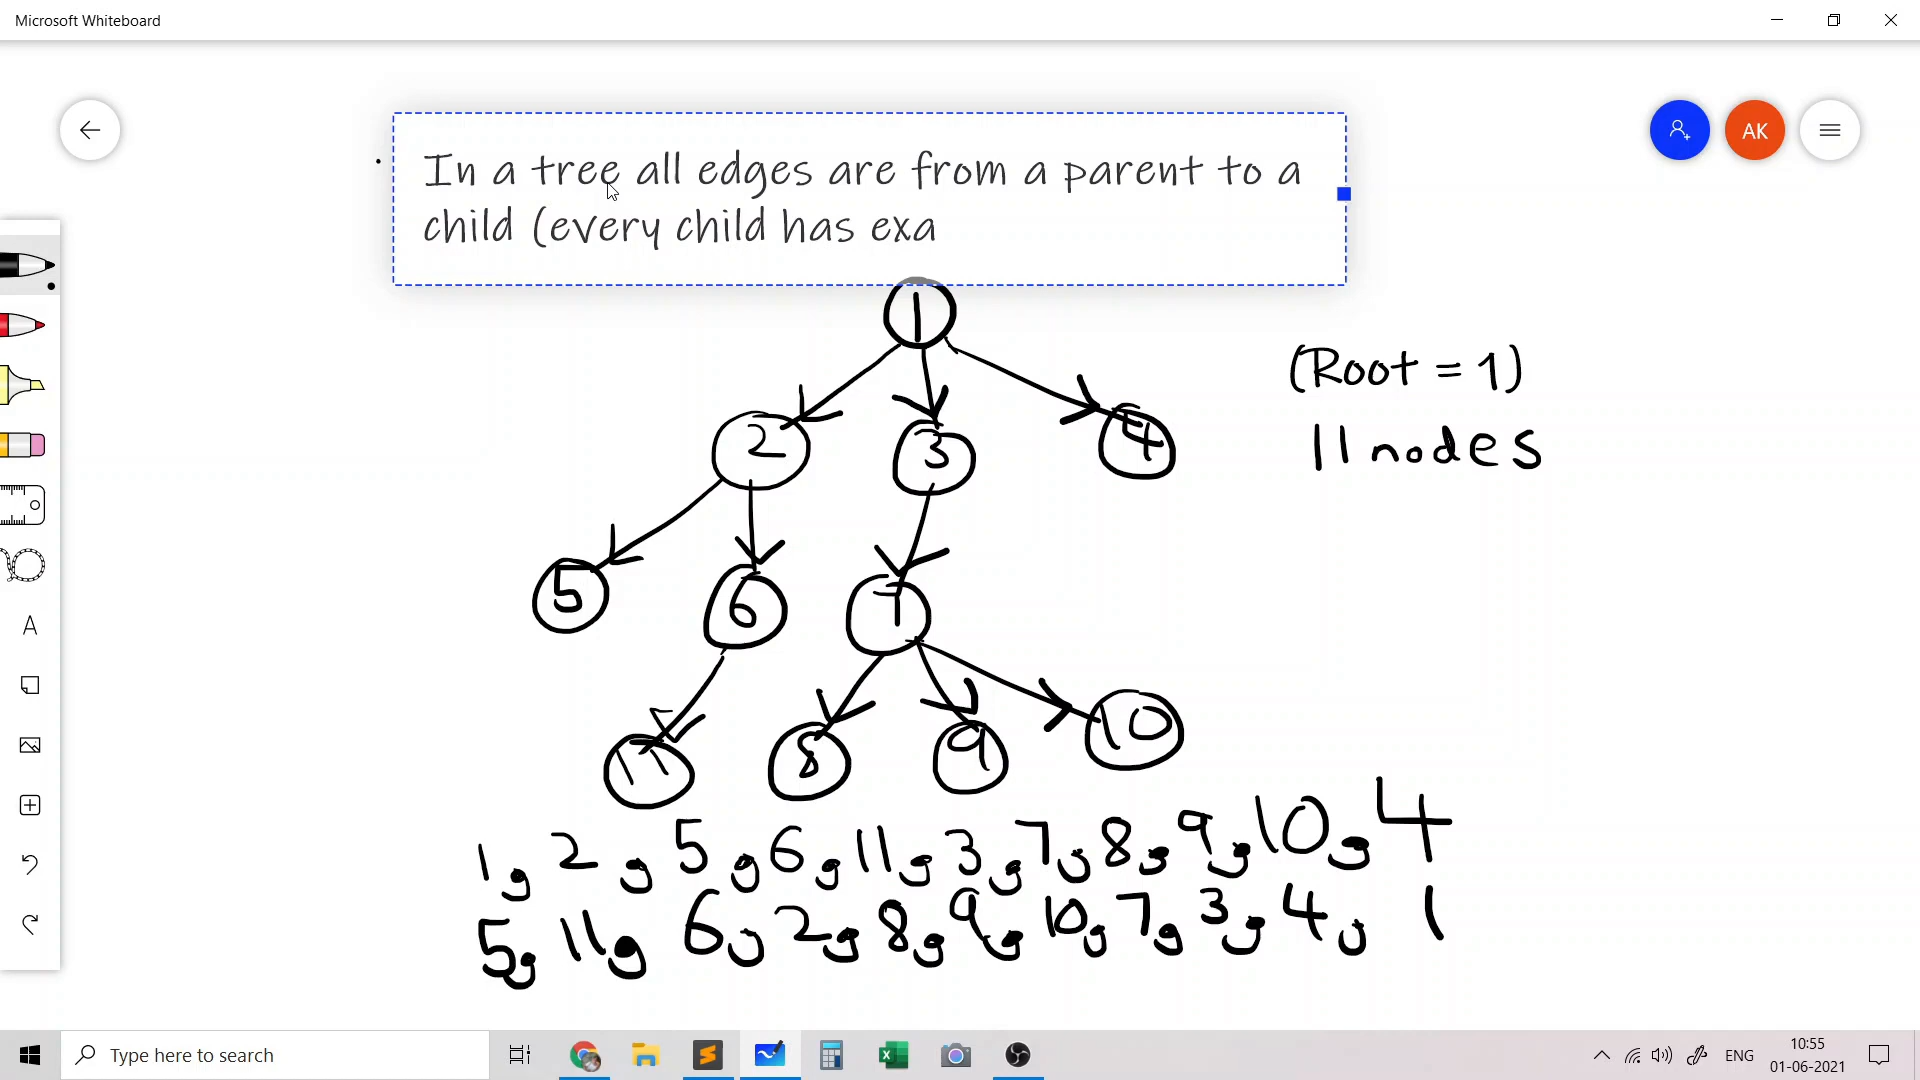 Microsoft Whiteboard
AK
In a tree all edges are from a parent to a
child (every child has exa
1
(Root = 1)
2
3
4
11 nodes
5
6
7
11
8
9
10
1, 2, 5, 6, 11, 3, 7, 8, 9, 10, 4
5, 11, 6, 2, 8, 9, 10, 7, 3, 4, 1
A
Type here to search
ENG
10:55
01-06-2021